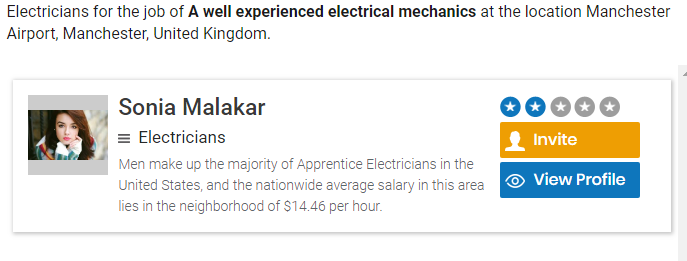 Electricians for the job of A well experienced electrical mechanics at the location Manchester
Airport, Manchester, United Kingdom.
Sonia Malakar
Electricians
Men make up the majority of Apprentice Electricians in the
United States, and the nationwide average salary in this area
lies in the neighborhood of $14.46 per hour.
Invite
View Profile